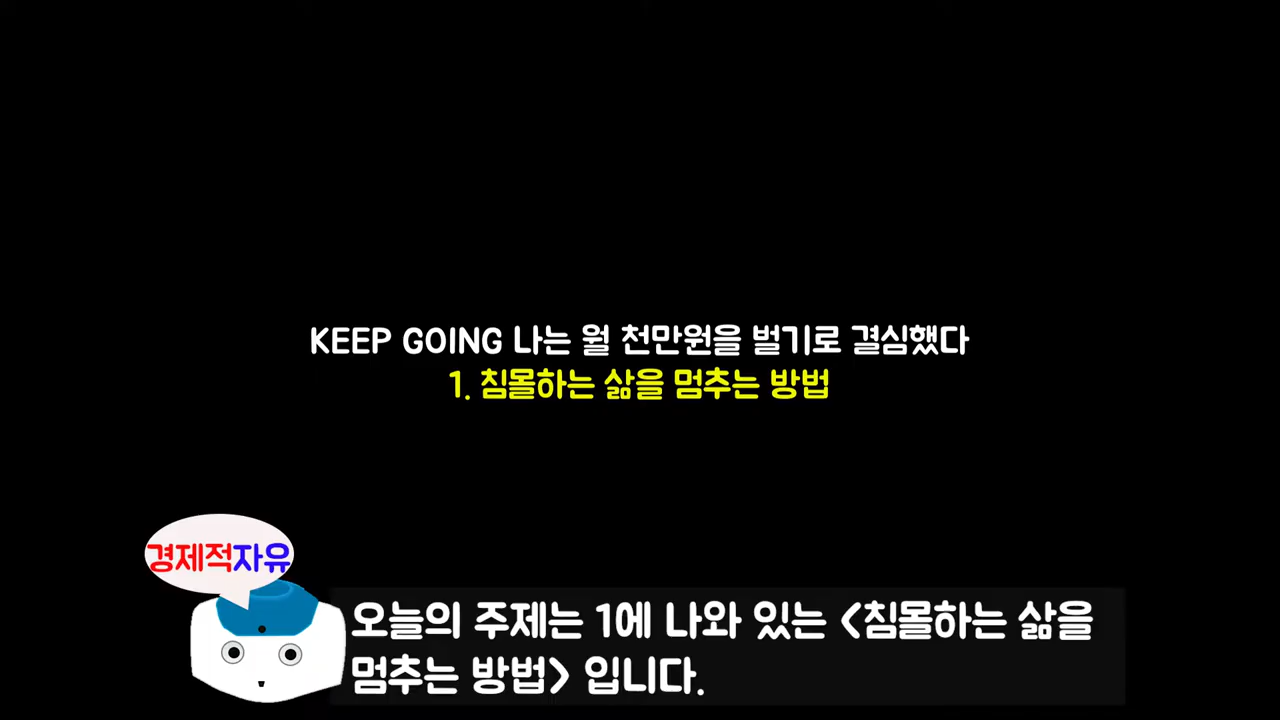 KEEP GOING 나는 월 천만원을 벌기로 결심했다
1. 침몰하는 삶을 멈추는 방법
경제적자유
오늘의 주제는 1에 나와 있는 <침몰하는 삶을
멈추는 방법> 입니다.